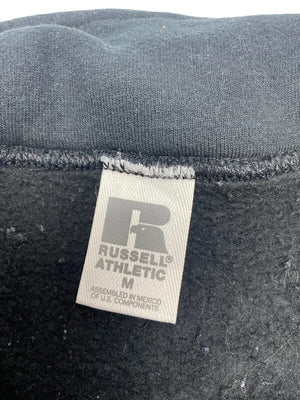 R
RUSSELL®
ATHLETIC
M
ASSEMBLED IN MEXICO
OF U.S. COMPONENTS